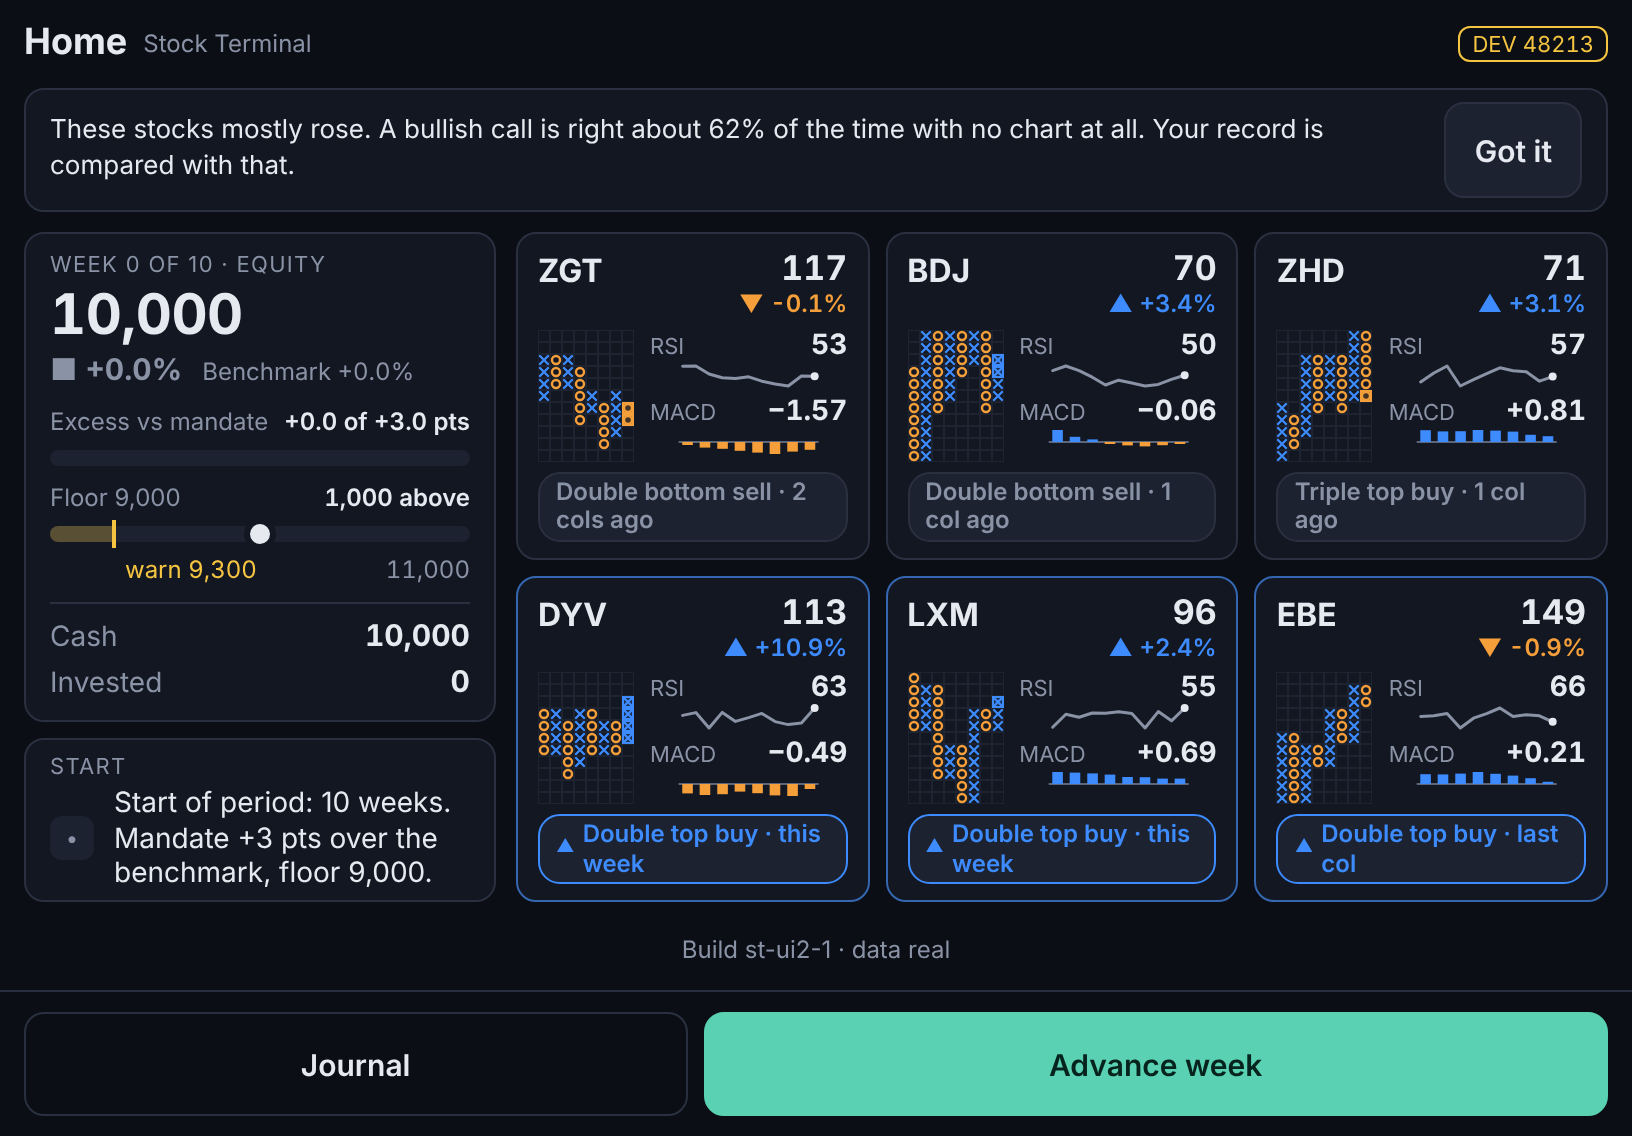 Home Stock Terminal
DEV 48213
These stocks mostly rose. A bullish call is right about 62% of the time with no chart at all. Your record is
compared with that.
Got it
WEEK 0 OF 10 · EQUITY
10,000
+0.0% Benchmark +0.0%
Excess vs mandate +0.0 of +3.0 pts
Floor 9,000 1,000 above
warn 9,300 11,000
Cash 10,000
Invested 0
START
Start of period: 10 weeks.
Mandate +3 pts over the
benchmark, floor 9,000.
ZGT 117
▼ -0.1%
RSI 53
MACD −1.57
Double bottom sell · 2
cols ago
BDJ 70
▲ +3.4%
RSI 50
MACD −0.06
Double bottom sell · 1
col ago
ZHD 71
▲ +3.1%
RSI 57
MACD +0.81
Triple top buy · 1 col
ago
DYV 113
▲ +10.9%
RSI 63
MACD −0.49
▲ Double top buy · this
week
LXM 96
▲ +2.4%
RSI 55
MACD +0.69
▲ Double top buy · this
week
EBE 149
▼ -0.9%
RSI 66
MACD +0.21
▲ Double top buy · last
col
Build st-ui2-1 · data real
Journal
Advance week